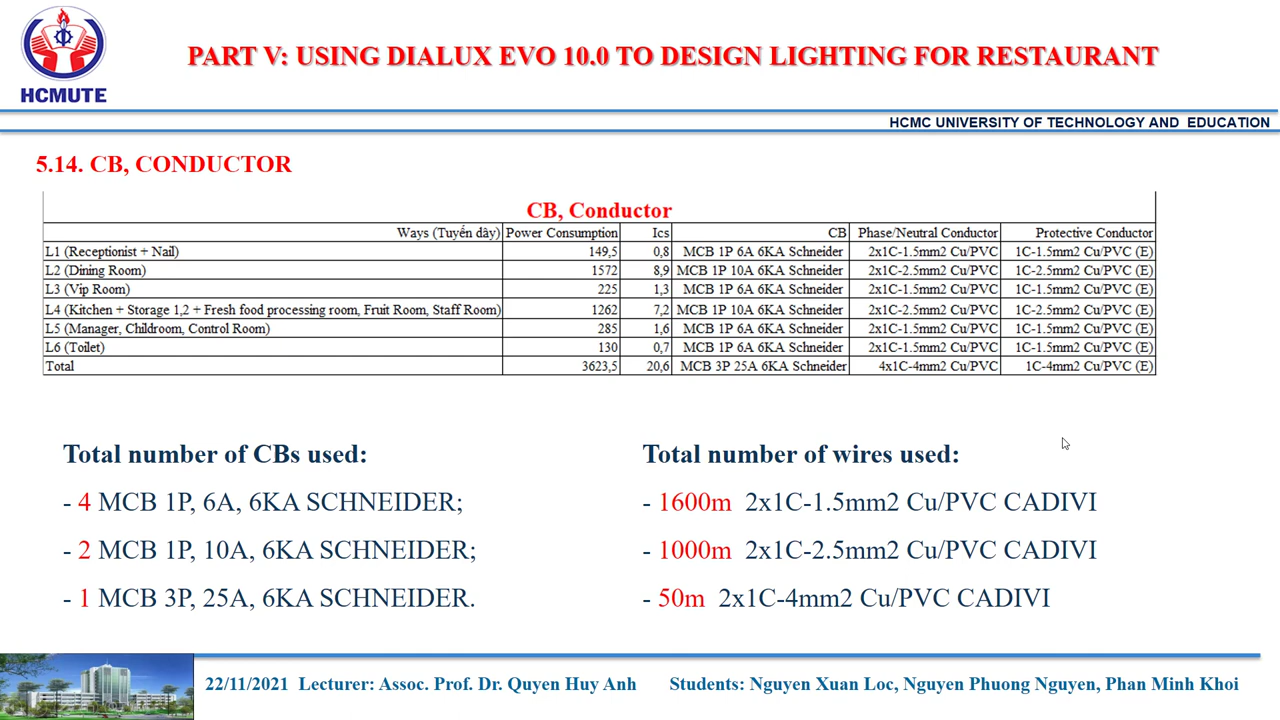 HCMUTE
PART V: USING DIALUX EVO 10.0 TO DESIGN LIGHTING FOR RESTAURANT
HCMC UNIVERSITY OF TECHNOLOGY AND EDUCATION
5.14. CB, CONDUCTOR
CB, Conductor
Ways (Tuyến dây) Power Consumption Ics CB Phase/Neutral Conductor Protective Conductor
L1 (Receptionist + Nail) 149,5 0,8 MCB 1P 6A 6KA Schneider 2x1C-1.5mm2 Cu/PVC 1C-1.5mm2 Cu/PVC (E)
L2 (Dining Room) 1572 8,9 MCB 1P 10A 6KA Schneider 2x1C-2.5mm2 Cu/PVC 1C-2.5mm2 Cu/PVC (E)
L3 (Vip Room) 225 1,3 MCB 1P 6A 6KA Schneider 2x1C-1.5mm2 Cu/PVC 1C-1.5mm2 Cu/PVC (E)
L4 (Kitchen + Storage 1,2 + Fresh food processing room, Fruit Room, Staff Room) 1262 7,2 MCB 1P 10A 6KA Schneider 2x1C-2.5mm2 Cu/PVC 1C-2.5mm2 Cu/PVC (E)
L5 (Manager, Childroom, Control Room) 285 1,6 MCB 1P 6A 6KA Schneider 2x1C-1.5mm2 Cu/PVC 1C-1.5mm2 Cu/PVC (E)
L6 (Toilet) 130 0,7 MCB 1P 6A 6KA Schneider 2x1C-1.5mm2 Cu/PVC 1C-1.5mm2 Cu/PVC (E)
Total 3623,5 20,6 MCB 3P 25A 6KA Schneider 4x1C-4mm2 Cu/PVC 1C-4mm2 Cu/PVC (E)
Total number of CBs used:
- 4 MCB 1P, 6A, 6KA SCHNEIDER;
- 2 MCB 1P, 10A, 6KA SCHNEIDER;
- 1 MCB 3P, 25A, 6KA SCHNEIDER.
Total number of wires used:
- 1600m 2x1C-1.5mm2 Cu/PVC CADIVI
- 1000m 2x1C-2.5mm2 Cu/PVC CADIVI
- 50m 2x1C-4mm2 Cu/PVC CADIVI
22/11/2021 Lecturer: Assoc. Prof. Dr. Quyen Huy Anh Students: Nguyen Xuan Loc, Nguyen Phuong Nguyen, Phan Minh Khoi